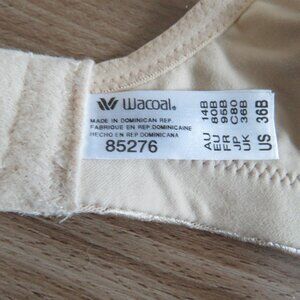 Wacoal®
MADE IN DOMINICAN REP.
FABRIQUE EN REP. DOMINICAINE
HECHO EN REP. DOMINICANA
85276
AU 14B
EU 80B
FR 95B
JP C80
UK 36B
US 36B